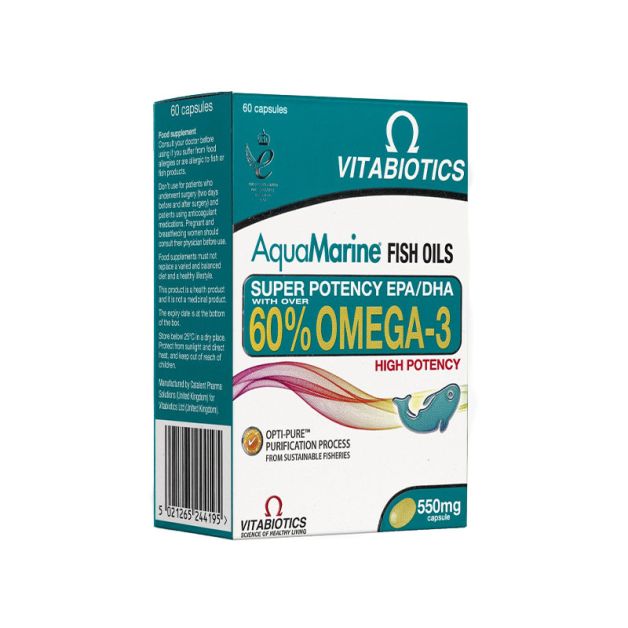 60 capsules
Food supplement
Consult your doctor before
using if you suffer from food
allergies or are allergic to fish or
fish products.
Don't use for patients who
underwent surgery (two days
before and after surgery) and
patients using anticoagulant
medications. Pregnant and
breastfeeding women should
consult their physician before use.
Food supplements must not
replace a varied and balanced
diet and a healthy lifestyle.
This product is a health product
and it is not a medicinal product.
The expiry date is at the bottom
of the box.
Store below 25°C in a dry place.
Protect from sunlight and direct
heat, and keep out of reach of
children.
Manufactured by Catalent Pharma
Solutions (United Kingdom) for
Vitabiotics Ltd (United Kingdom).
5 021265 244195 >
60 capsules
VITABIOTICS
AquaMarine® FISH OILS
SUPER POTENCY EPA/DHA
WITH OVER
60% OMEGA-3
HIGH POTENCY
OPTI-PURE™
PURIFICATION PROCESS
FROM SUSTAINABLE FISHERIES
VITABIOTICS
SCIENCE OF HEALTHY LIVING
550mg
capsule